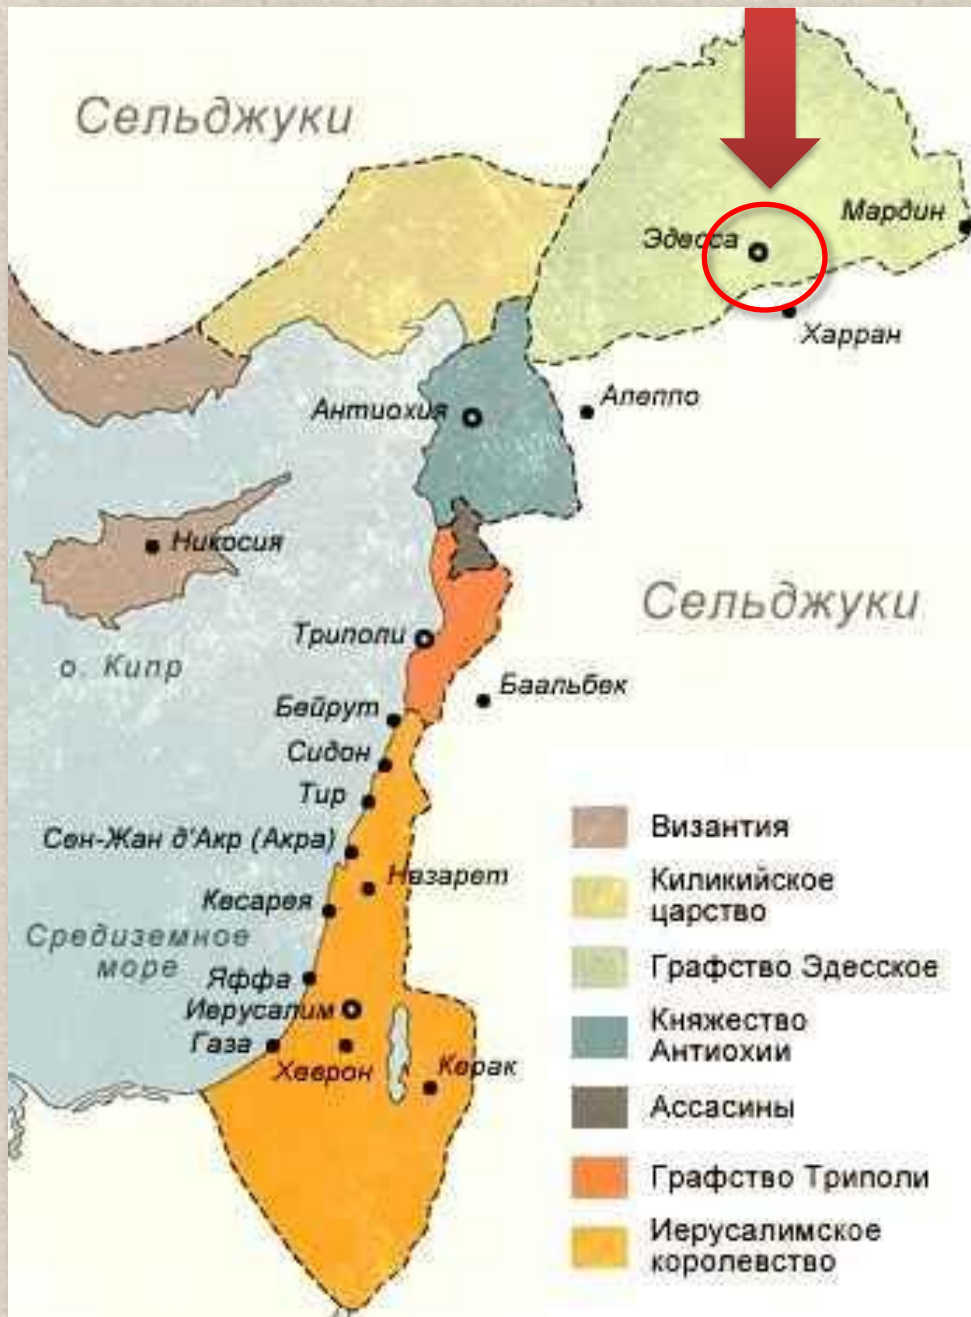 Сельджуки
Эдесса
Мардин
Харран
Алеппо
Антиохия
Никосия
Сельджуки
Триполи
о. Кипр
Баальбек
Бейрут
Сидон
Тир
Сен-Жан д'Акр (Акра)
Назарет
Кесарея
Средиземное
море
Яффа
Иерусалим
Газа
Хеврон
Керак
Византия
Киликийское
царство
Графство Эдесское
Княжество
Антиохии
Ассасины
Графство Триполи
Иерусалимское
королевство